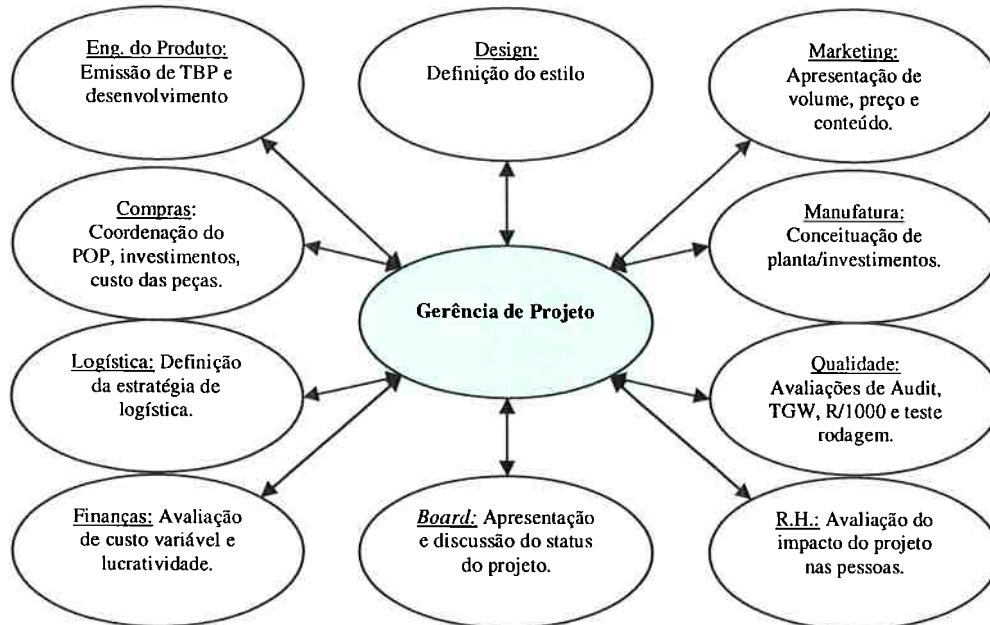 Eng. do Produto:
Emissão de TBP e
desenvolvimento
Design:
Definição do estilo
Marketing:
Apresentação de
volume, preço e
conteúdo.
Compras:
Coordenação do
POP, investimentos,
custo das peças.
Manufatura:
Conceituação de
planta/investimentos.
Gerência de Projeto
Logística: Definição
da estratégia de
logística.
Qualidade:
Avaliações de Audit,
TGW, R/1000 e teste
rodagem.
Finanças: Avaliação
de custo variável e
lucratividade.
Board: Apresentação
e discussão do status
do projeto.
R.H.: Avaliação do
impacto do projeto
nas pessoas.